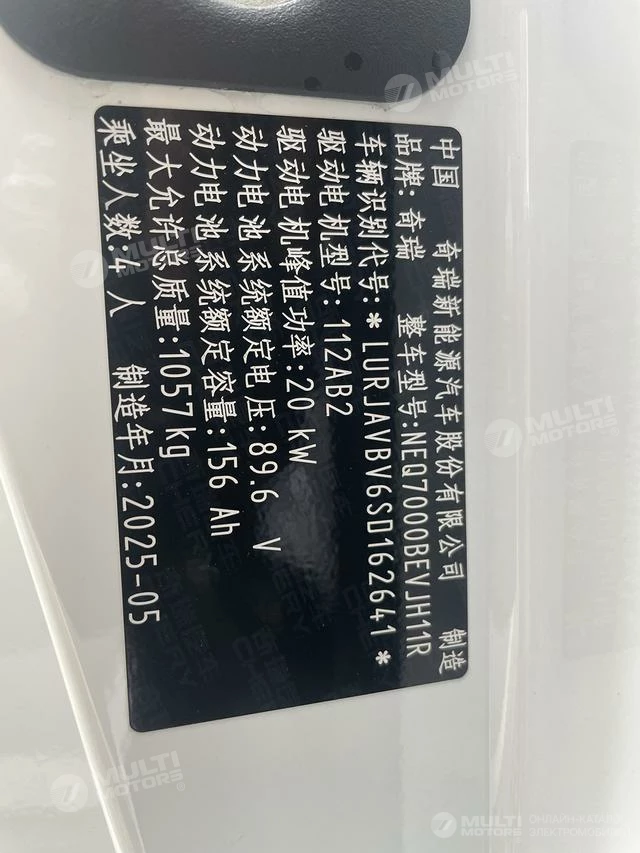 中国 奇瑞新能源汽车股份有限公司 制造
品牌: 奇瑞 整车型号:NEQ7000BEVJH11R
车辆识别代号:*LURJAVBV6SD162641*
驱动电机型号:112AB2
驱动电机峰值功率:20 kW
动力电池系统额定电压:89.6 V
动力电池系统额定容量:156 Ah
最大允许总质量:1057kg
乘坐人数:4 人 制造年月:2025-05
MULTI MOTORS
MULTI MOTORS
MULTI MOTORS
MULTI MOTORS
MULTI MOTORS ОНЛАЙН-КАТАЛОГ ЭЛЕКТРОМОБИЛЕЙ